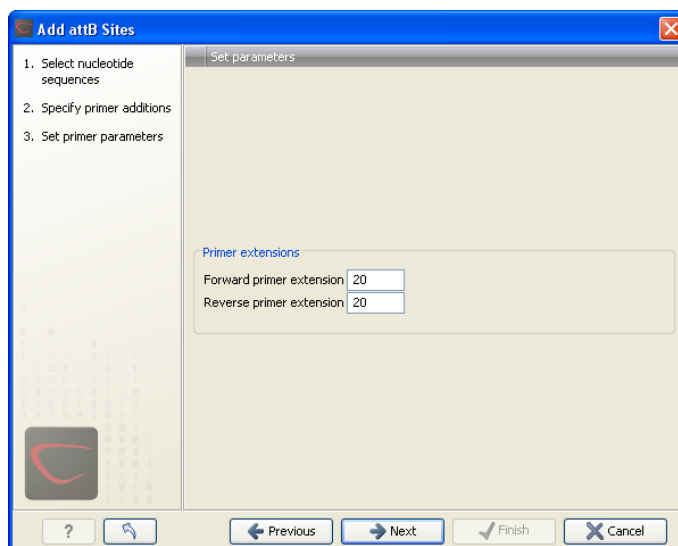 Add attB Sites
1. Select nucleotide
sequences
2. Specify primer additions
3. Set primer parameters
Set parameters
Primer extensions
Forward primer extension 20
Reverse primer extension 20
? Previous Next Finish Cancel